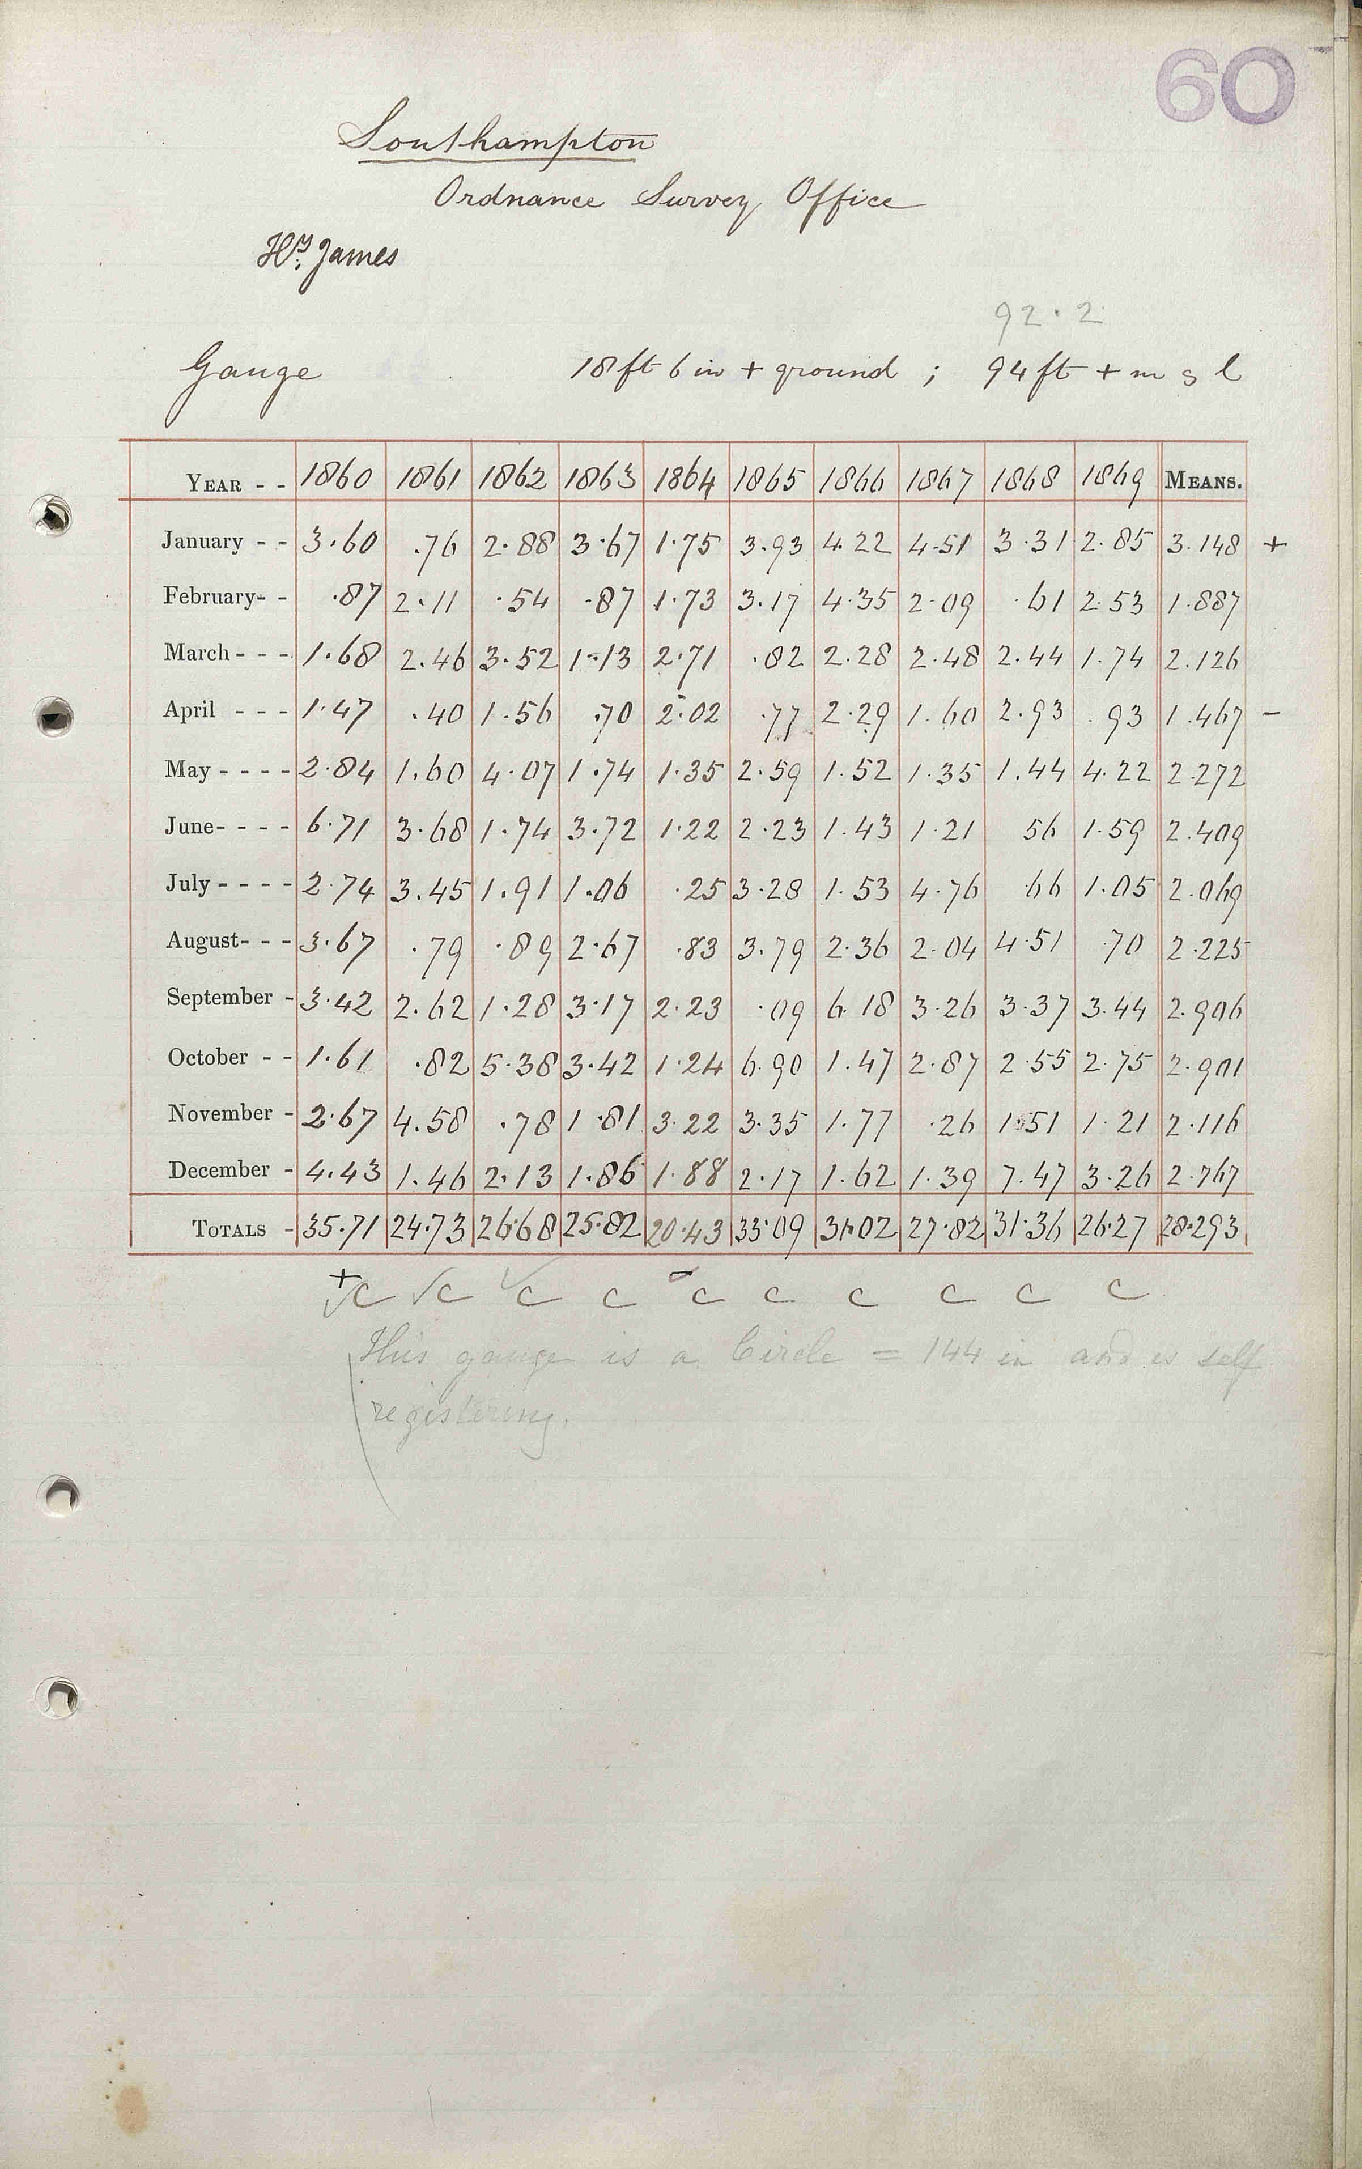 60
Southampton
Ordnance Survey Office
Hy. James
92.2
Gauge 18 ft 6 in + ground ; 94 ft + m s l
YEAR - - 1860 1861 1862 1863 1864 1865 1866 1867 1868 1869 MEANS.
January - - 3.60 .76 2.88 3.67 1.75 3.93 4.22 4.51 3.31 2.85 3.148 +
February- - .87 2.11 .54 .87 1.73 3.17 4.35 2.09 .61 2.53 1.887
March - - - 1.68 2.46 3.52 1.13 2.71 .82 2.28 2.48 2.44 1.74 2.126
April - - - 1.47 .40 1.56 .70 2.02 .77 2.29 1.60 2.93 .93 1.467 -
May - - - - 2.84 1.60 4.07 1.74 1.35 2.59 1.52 1.35 1.44 4.22 2.272
June- - - - 6.71 3.68 1.74 3.72 1.22 2.23 1.43 1.21 56 1.59 2.409
July - - - - 2.74 3.45 1.91 1.06 .25 3.28 1.53 4.76 .66 1.05 2.069
August- - - 3.67 .79 .89 2.67 .83 3.79 2.36 2.04 4.51 .70 2.225
September - 3.42 2.62 1.28 3.17 2.23 .09 6.18 3.26 3.37 3.44 2.906
October - - 1.61 .82 5.38 3.42 1.24 6.90 1.47 2.87 2.55 2.75 2.901
November - 2.67 4.58 .78 1.81 3.22 3.35 1.77 .26 1.51 1.21 2.116
December - 4.43 1.46 2.13 1.86 1.88 2.17 1.62 1.39 7.47 3.26 2.767
TOTALS - 35.71 24.73 26.68 25.82 20.43 33.09 31.02 27.82 31.36 26.27 28.293
+ -
✓c ✓c ✓c c c c c c c c
This gauge is a Circle = 144 in and is self
registering.